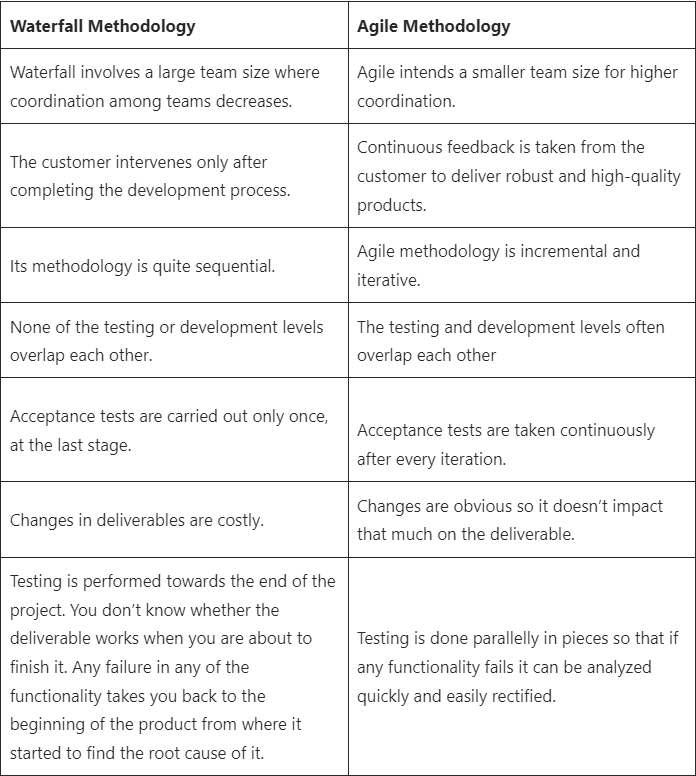 Waterfall Methodology
Agile Methodology
Waterfall involves a large team size where
coordination among teams decreases.
Agile intends a smaller team size for higher
coordination.
The customer intervenes only after
completing the development process.
Continuous feedback is taken from the
customer to deliver robust and high-quality
products.
Its methodology is quite sequential.
Agile methodology is incremental and
iterative.
None of the testing or development levels
overlap each other.
The testing and development levels often
overlap each other
Acceptance tests are carried out only once,
at the last stage.
Acceptance tests are taken continuously
after every iteration.
Changes in deliverables are costly.
Changes are obvious so it doesn’t impact
that much on the deliverable.
Testing is performed towards the end of the
project. You don’t know whether the
deliverable works when you are about to
finish it. Any failure in any of the
functionality takes you back to the
beginning of the product from where it
started to find the root cause of it.
Testing is done parallelly in pieces so that if
any functionality fails it can be analyzed
quickly and easily rectified.